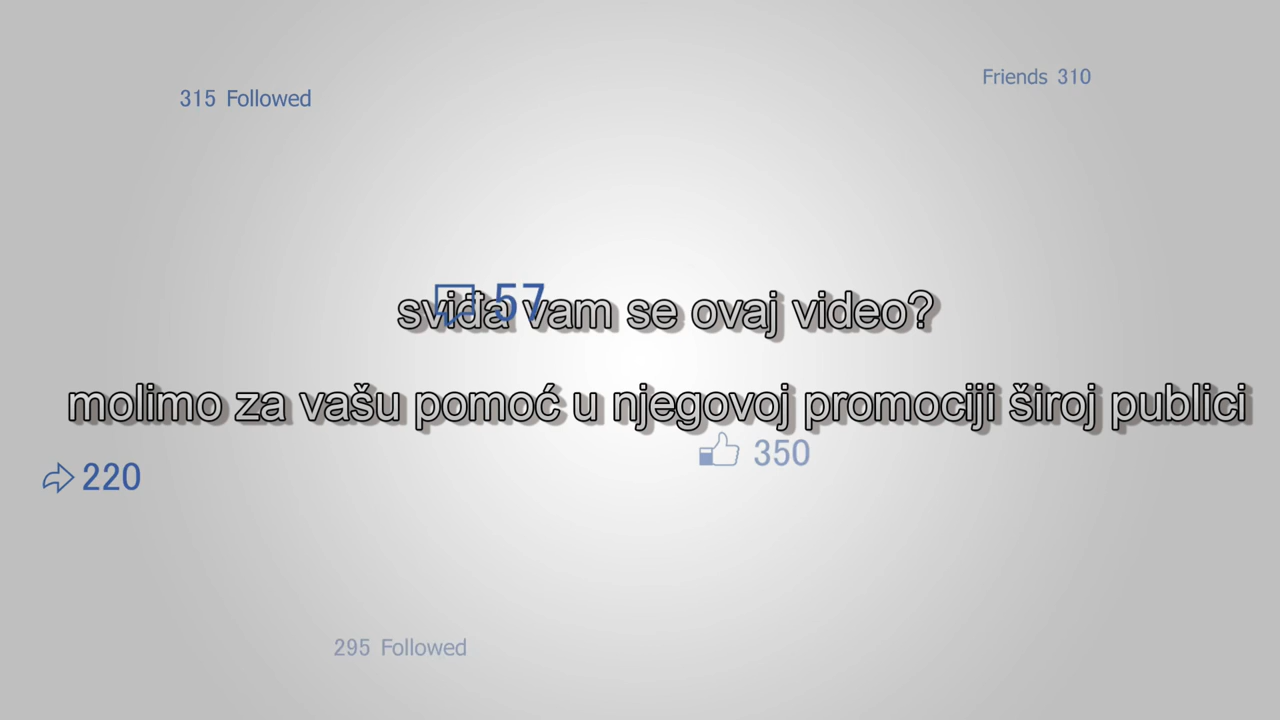 Friends 310
315 Followed
57
sviđa vam se ovaj video?
molimo za vašu pomoć u njegovoj promociji široj publici
350
220
295 Followed